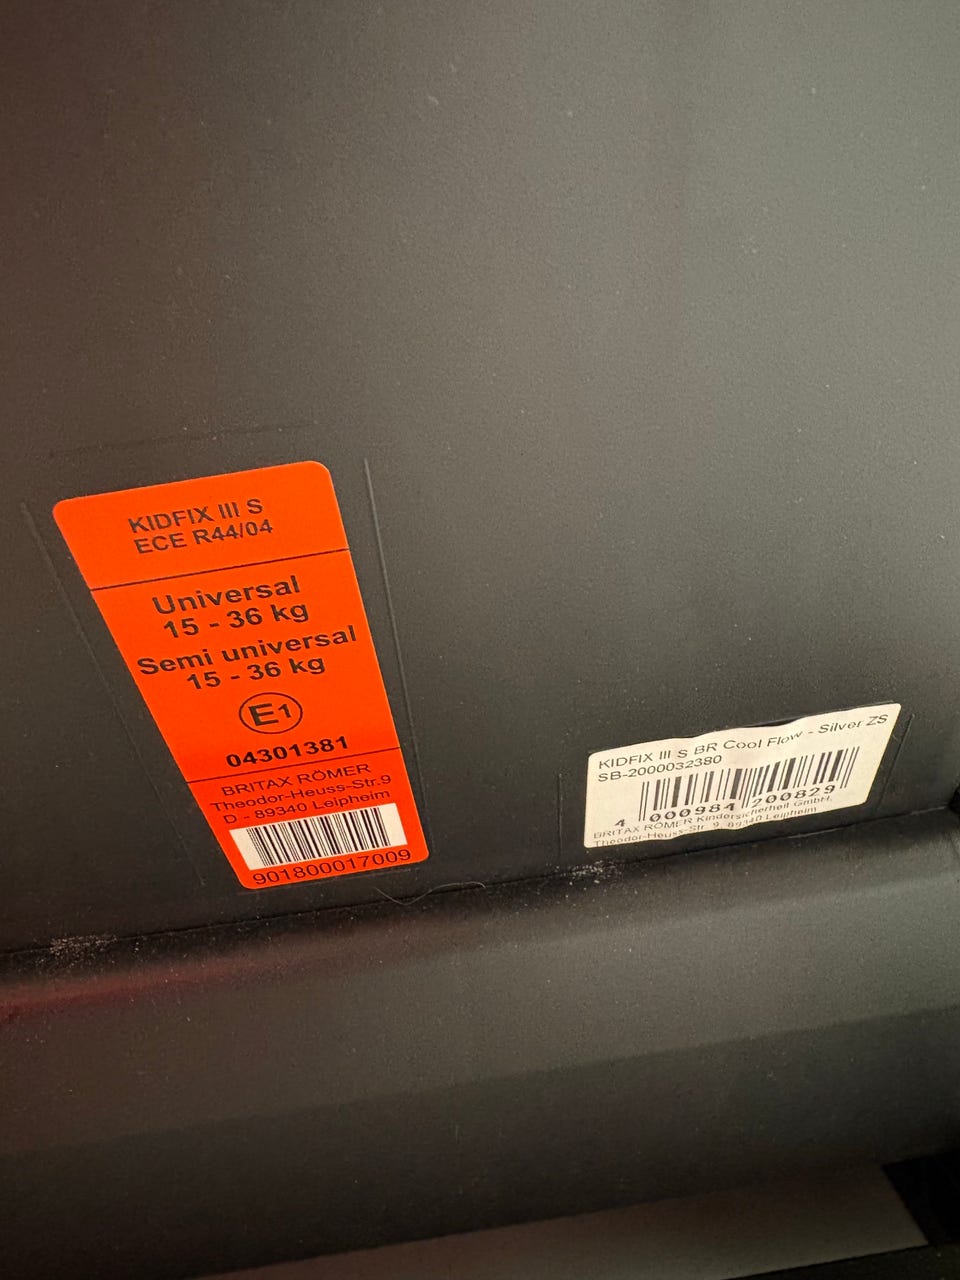 KIDFIX III S
ECE R44/04
Universal
15 - 36 kg
Semi universal
15 - 36 kg
E1
04301381
BRITAX RÖMER
Theodor-Heuss-Str.9
D - 89340 Leipheim
901800017009
KIDFIX III S BR Cool Flow - Silver ZS
SB-2000032380
4 000984 200829
BRITAX RÖMER Kindersicherheit GmbH,
Theodor-Heuss-Str. 9, 89340 Leipheim